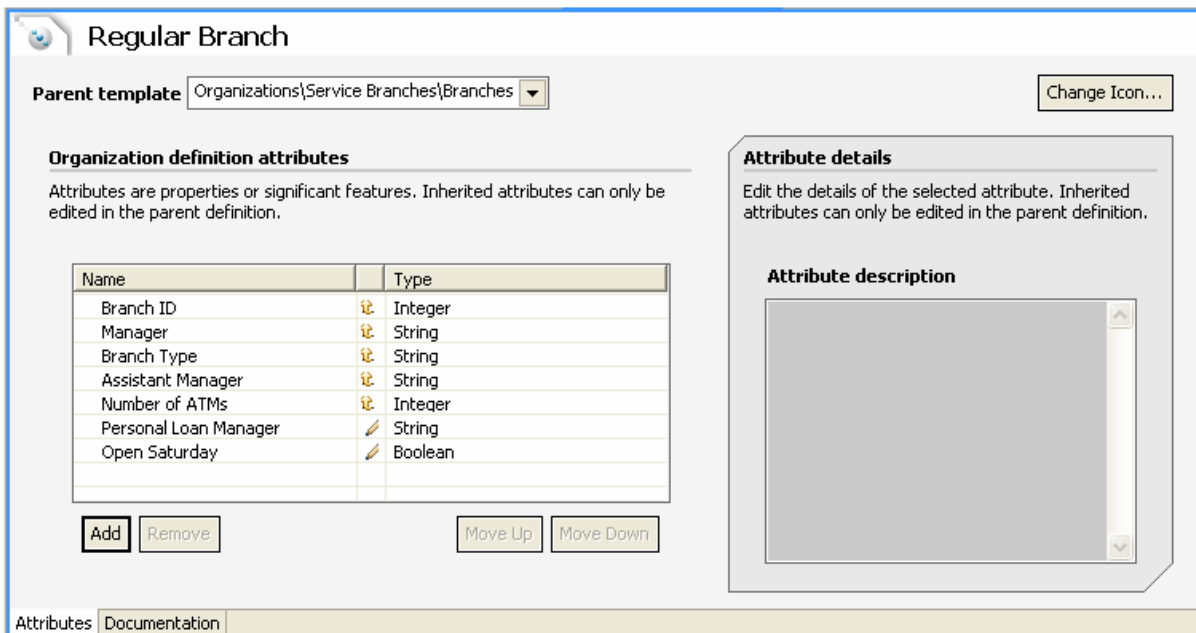 Regular Branch
Parent template Organizations\Service Branches\Branches Change Icon...
Organization definition attributes
Attributes are properties or significant features. Inherited attributes can only be
edited in the parent definition.
Name Type
Branch ID Integer
Manager String
Branch Type String
Assistant Manager String
Number of ATMs Integer
Personal Loan Manager String
Open Saturday Boolean
Add Remove Move Up Move Down
Attribute details
Edit the details of the selected attribute. Inherited
attributes can only be edited in the parent definition.
Attribute description
Attributes Documentation